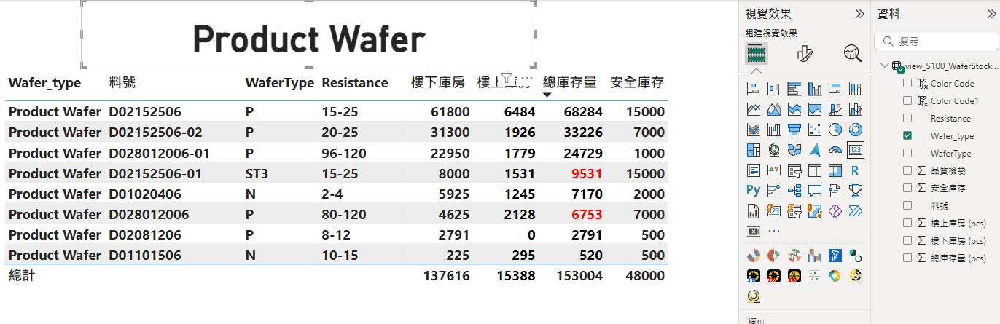 Product Wafer
Wafer_type 料號 WaferType Resistance 樓下庫房 樓上庫房 總庫存量 安全庫存
Product Wafer D02152506 P 15-25 61800 6484 68284 15000
Product Wafer D02152506-02 P 20-25 31300 1926 33226 7000
Product Wafer D028012006-01 P 96-120 22950 1779 24729 1000
Product Wafer D02152506-01 ST3 15-25 8000 1531 9531 15000
Product Wafer D01020406 N 2-4 5925 1245 7170 2000
Product Wafer D028012006 P 80-120 4625 2128 6753 7000
Product Wafer D02081206 P 8-12 2791 0 2791 500
Product Wafer D01101506 N 10-15 225 295 520 500
總計 137616 15388 153004 48000
視覺效果
組建視覺效果
123
R
Py
123
PIN
PRO
PRO
欄位
資料
搜尋
view_S100_WaferStock...
Color Code
Color Code1
Resistance
Wafer_type
WaferType
Σ 品質檢驗
Σ 安全庫存
料號
Σ 樓上庫房 (pcs)
Σ 樓下庫房 (pcs)
Σ 總庫存量 (pcs)